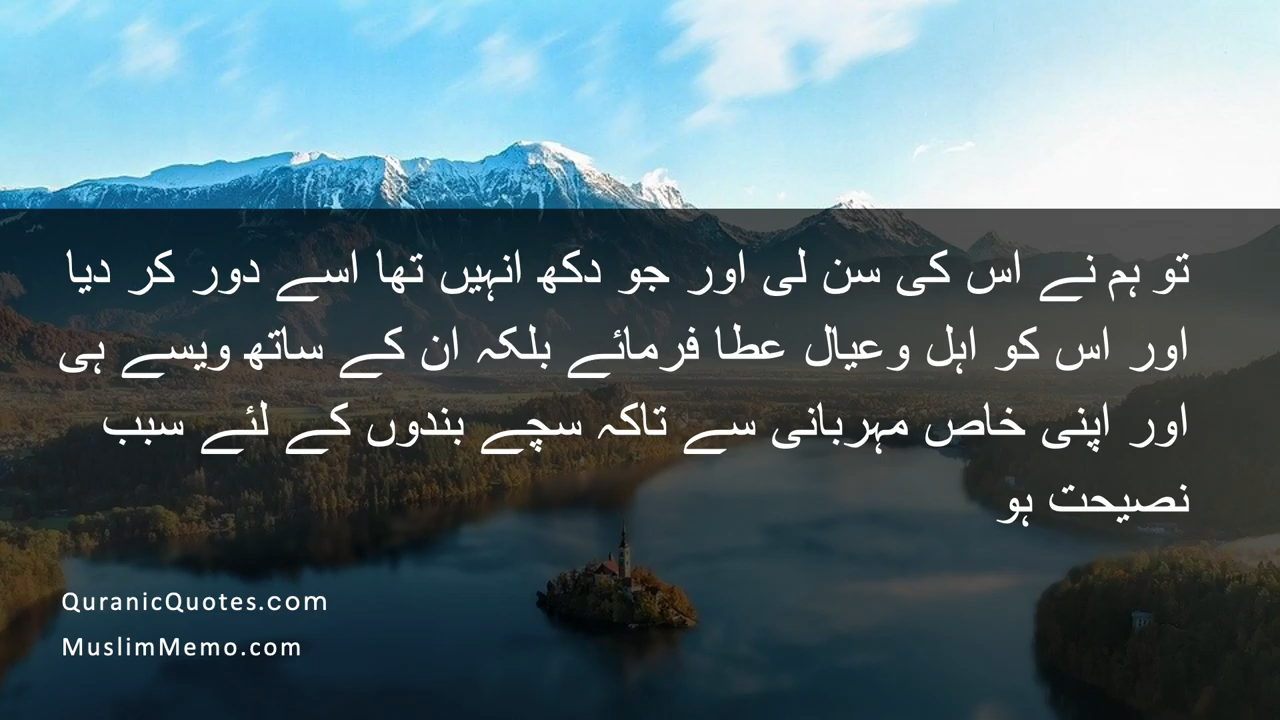 تو ہم نے اس کی سن لی اور جو دکھ انہیں تھا اسے دور کر دیا
اور اس کو اہل وعیال عطا فرمائے بلکہ ان کے ساتھ ویسے ہی
اور اپنی خاص مہربانی سے تاکہ سچے بندوں کے لئے سبب
نصیحت ہو
QuranicQuotes.com
MuslimMemo.com